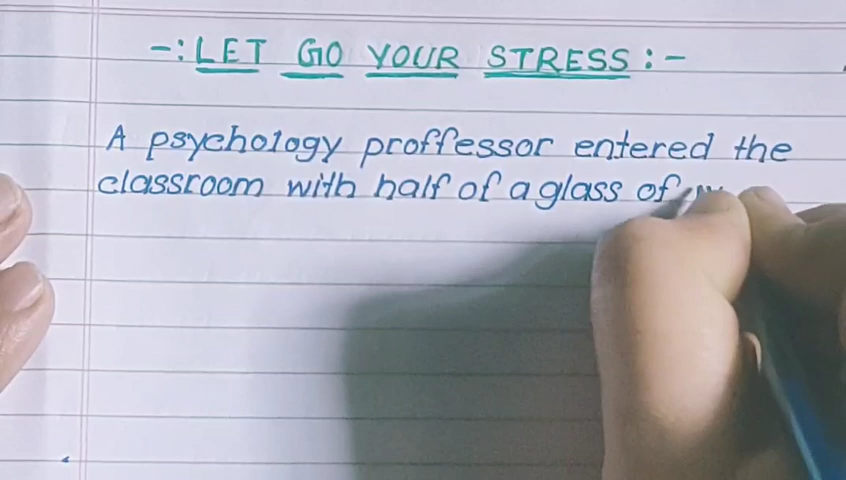 -: LET GO YOUR STRESS :-
A psychology proffessor entered the
classroom with half of a glass of